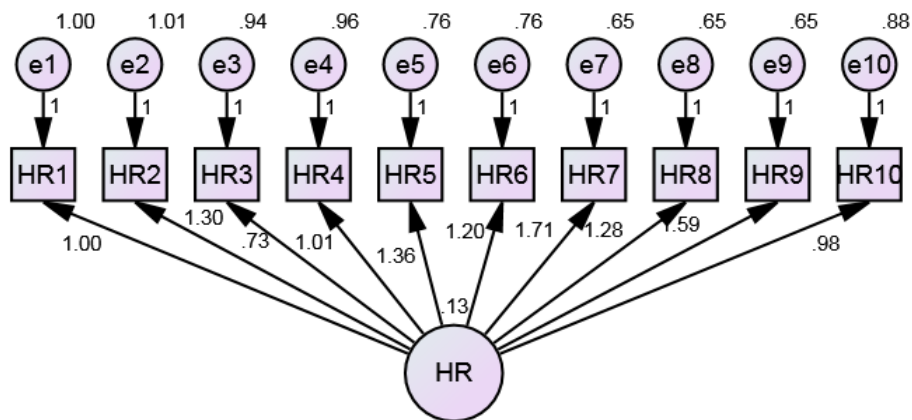 1.00 1.01 .94 .96 .76 .76 .65 .65 .65 .88
e1 e2 e3 e4 e5 e6 e7 e8 e9 e10
1 1 1 1 1 1 1 1 1 1
HR1 HR2 HR3 HR4 HR5 HR6 HR7 HR8 HR9 HR10
1.00 1.30 .73 1.01 1.36 1.20 1.71 1.28 1.59 .98
.13
HR